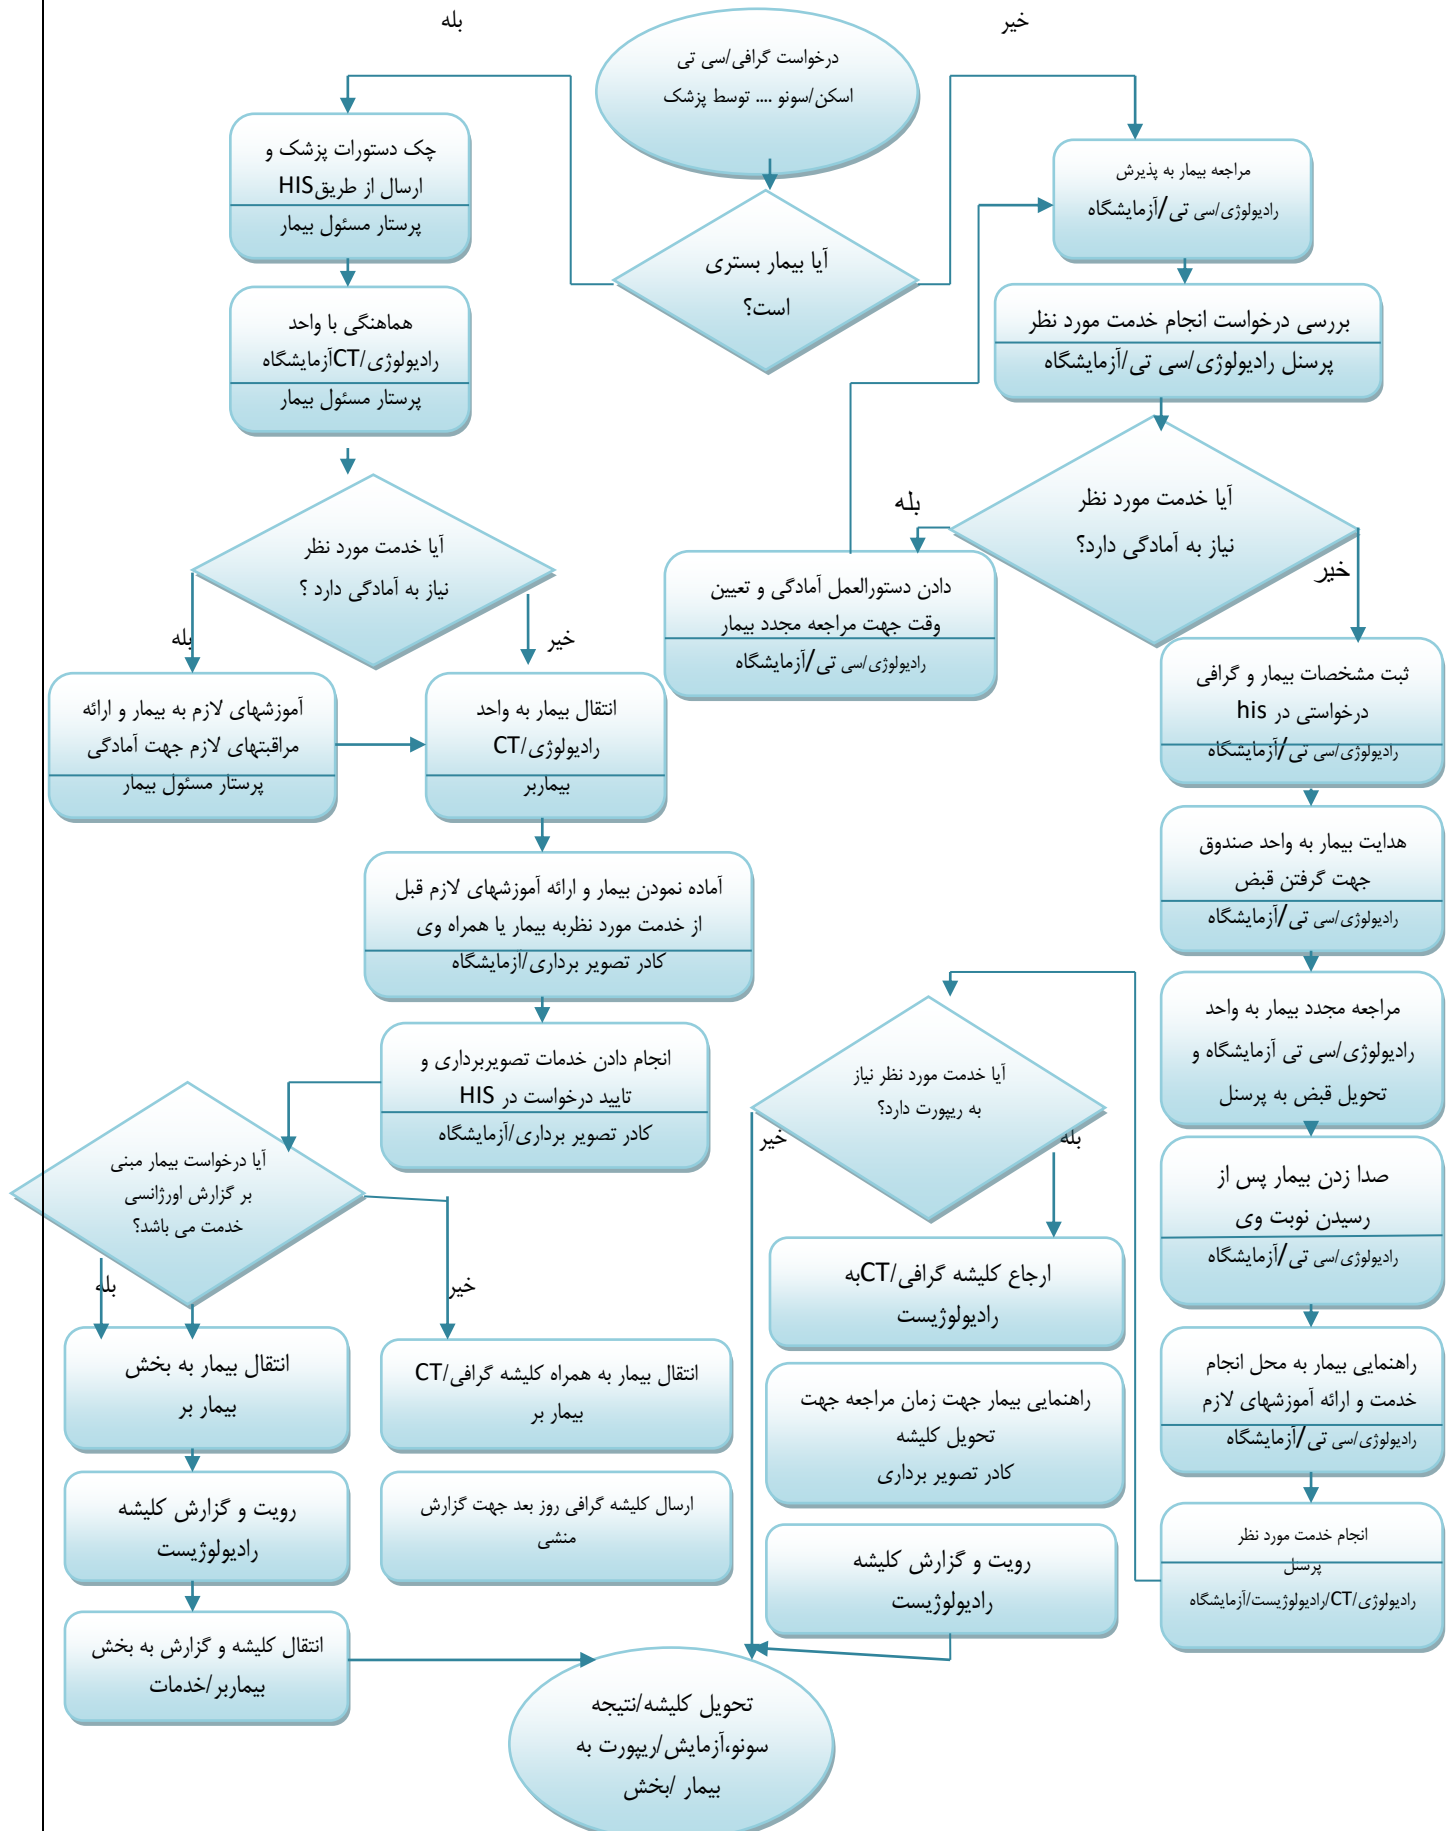 بله
خیر
درخواست گرافی/سی تی
اسکن/سونو .... توسط پزشک
آیا بیمار بستری
است؟
چک دستورات پزشک و
ارسال از طریقHIS
پرستار مسئول بیمار
هماهنگی با واحد
رادیولوژی/CTآزمایشگاه
پرستار مسئول بیمار
آیا خدمت مورد نظر
نیاز به آمادگی دارد ؟
بله
خیر
آموزشهای لازم به بیمار و ارائه
مراقبتهای لازم جهت آمادگی
پرستار مسئول بیمار
انتقال بیمار به واحد
رادیولوژی/CT
بیماربر
آماده نمودن بیمار و ارائه آموزشهای لازم قبل
از خدمت مورد نظربه بیمار یا همراه وی
کادر تصویر برداری/آزمایشگاه
انجام دادن خدمات تصویربرداری و
تایید درخواست در HIS
کادر تصویر برداری/آزمایشگاه
آیا درخواست بیمار مبنی
بر گزارش اورژانسی
خدمت می باشد؟
بله
خیر
انتقال بیمار به بخش
بیمار بر
رویت و گزارش کلیشه
رادیولوژیست
انتقال کلیشه و گزارش به بخش
بیماربر/خدمات
انتقال بیمار به همراه کلیشه گرافی/CT
بیمار بر
ارسال کلیشه گرافی روز بعد جهت گزارش
منشی
مراجعه بیمار به پذیرش
رادیولوژی/سی تی/آزمایشگاه
بررسی درخواست انجام خدمت مورد نظر
پرسنل رادیولوژی/سی تی/آزمایشگاه
آیا خدمت مورد نظر
نیاز به آمادگی دارد؟
بله
خیر
دادن دستورالعمل آمادگی و تعیین
وقت جهت مراجعه مجدد بیمار
رادیولوژی/سی تی/آزمایشگاه
ثبت مشخصات بیمار و گرافی
درخواستی در his
رادیولوژی/سی تی/آزمایشگاه
هدایت بیمار به واحد صندوق
جهت گرفتن قبض
رادیولوژی/سی تی/آزمایشگاه
مراجعه مجدد بیمار به واحد
رادیولوژی/سی تی آزمایشگاه و
تحویل قبض به پرسنل
صدا زدن بیمار پس از
رسیدن نوبت وی
رادیولوژی/سی تی/آزمایشگاه
راهنمایی بیمار به محل انجام
خدمت و ارائه آموزشهای لازم
رادیولوژی/سی تی/آزمایشگاه
انجام خدمت مورد نظر
پرسنل
رادیولوژی/CT/رادیولوژیست/آزمایشگاه
آیا خدمت مورد نظر نیاز
به ریپورت دارد؟
خیر
بله
ارجاع کلیشه گرافی/CTبه
رادیولوژیست
راهنمایی بیمار جهت زمان مراجعه جهت
تحویل کلیشه
کادر تصویر برداری
رویت و گزارش کلیشه
رادیولوژیست
تحویل کلیشه/نتیجه
سونو،آزمایش/ریپورت به
بیمار /بخش